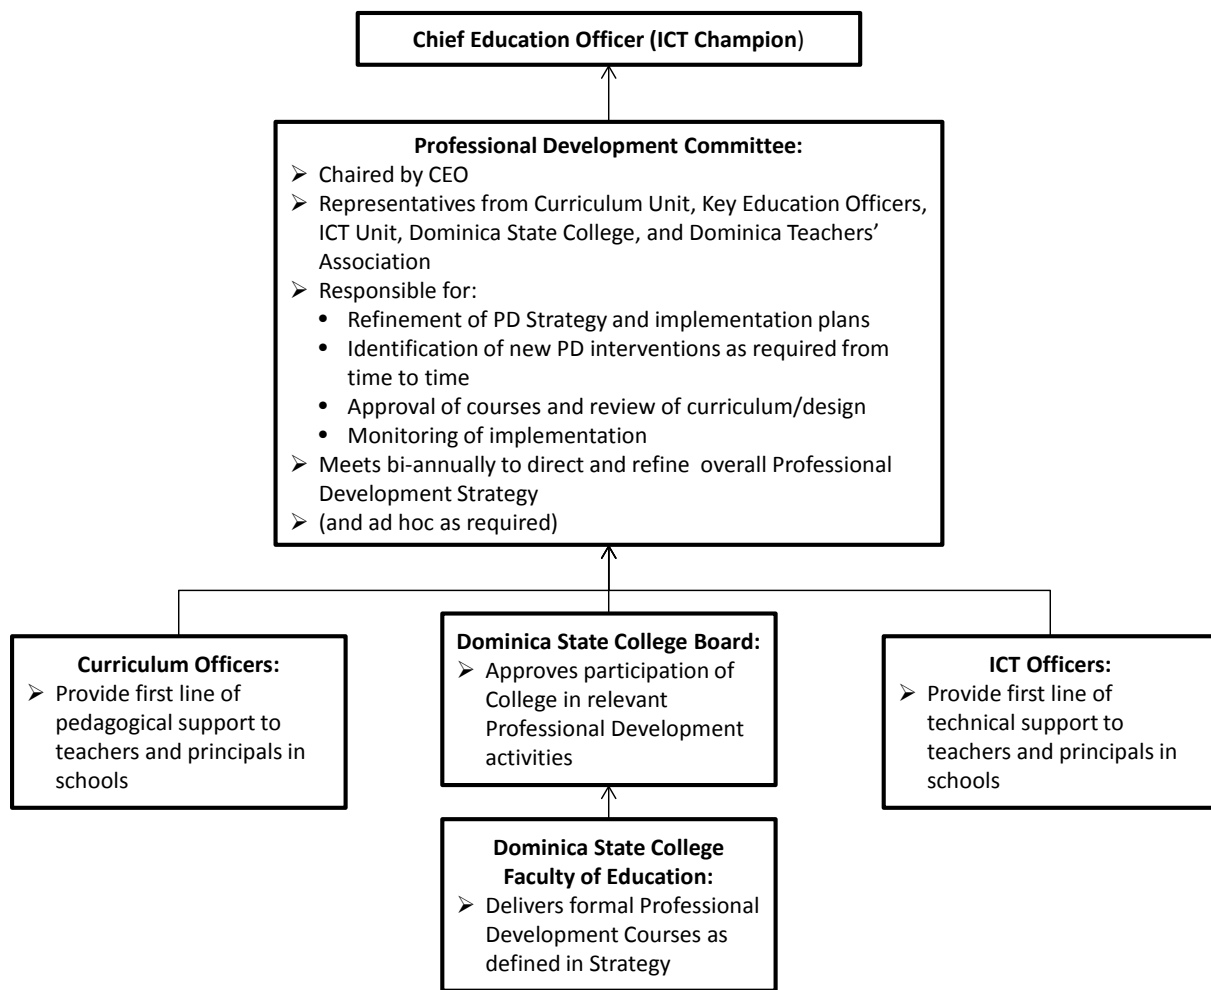 Chief Education Officer (ICT Champion)
Professional Development Committee:
➢ Chaired by CEO
➢ Representatives from Curriculum Unit, Key Education Officers,
ICT Unit, Dominica State College, and Dominica Teachers’
Association
➢ Responsible for:
• Refinement of PD Strategy and implementation plans
• Identification of new PD interventions as required from
time to time
• Approval of courses and review of curriculum/design
• Monitoring of implementation
➢ Meets bi-annually to direct and refine overall Professional
Development Strategy
➢ (and ad hoc as required)
Curriculum Officers:
➢ Provide first line of
pedagogical support to
teachers and principals in
schools
Dominica State College Board:
➢ Approves participation of
College in relevant
Professional Development
activities
ICT Officers:
➢ Provide first line of
technical support to
teachers and principals in
schools
Dominica State College
Faculty of Education:
➢ Delivers formal Professional
Development Courses as
defined in Strategy